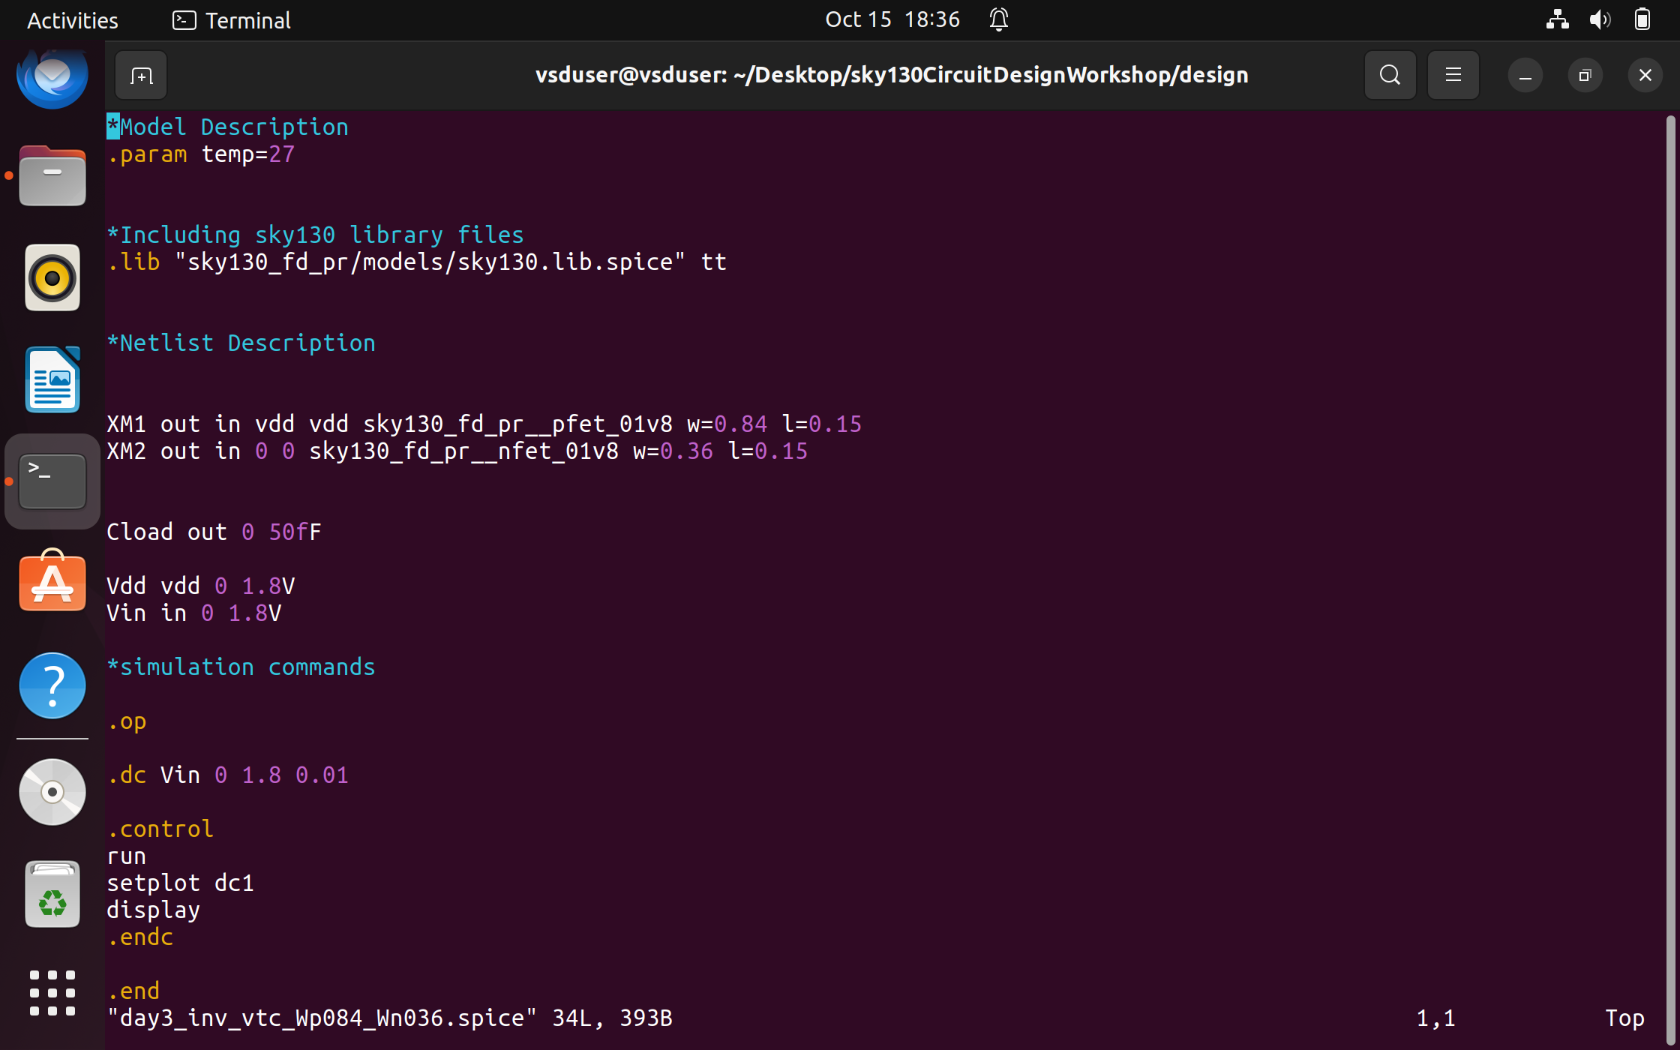 Activities
Terminal
Oct 15 18:36
vsduser@vsduser: ~/Desktop/sky130CircuitDesignWorkshop/design
*Model Description
.param temp=27
*Including sky130 library files
.lib "sky130_fd_pr/models/sky130.lib.spice" tt
*Netlist Description
XM1 out in vdd vdd sky130_fd_pr__pfet_01v8 w=0.84 l=0.15
XM2 out in 0 0 sky130_fd_pr__nfet_01v8 w=0.36 l=0.15
Cload out 0 50fF
Vdd vdd 0 1.8V
Vin in 0 1.8V
*simulation commands
.op
.dc Vin 0 1.8 0.01
.control
run
setplot dc1
display
.endc
.end
"day3_inv_vtc_Wp084_Wn036.spice" 34L, 393B 1,1 Top